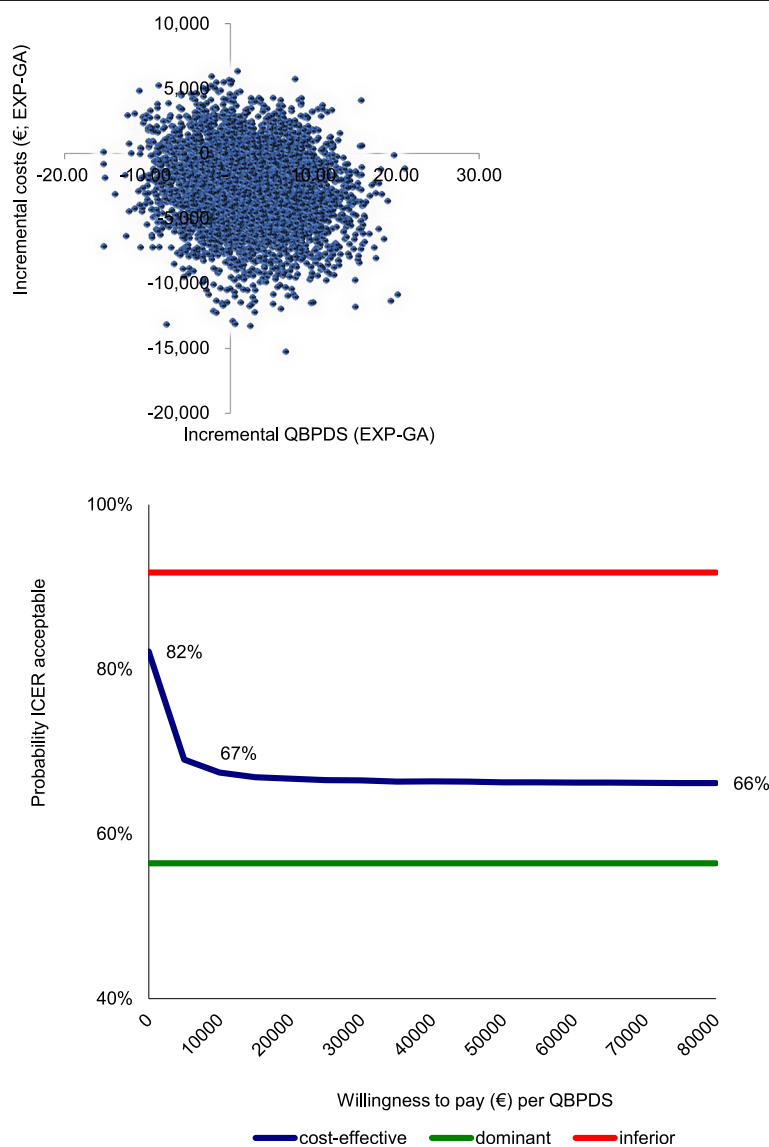 10,000
Incremental costs (€; EXP-GA)
5,000
0
-20.00 -10.00 10.00 20.00 30.00
-5,000
-10,000
-15,000
-20,000
Incremental QBPDS (EXP-GA)
100%
Probability ICER acceptable
80%
60%
40%
82%
67%
66%
0 10000 20000 30000 40000 50000 60000 70000 80000
Willingness to pay (€) per QBPDS
cost-effective dominant inferior